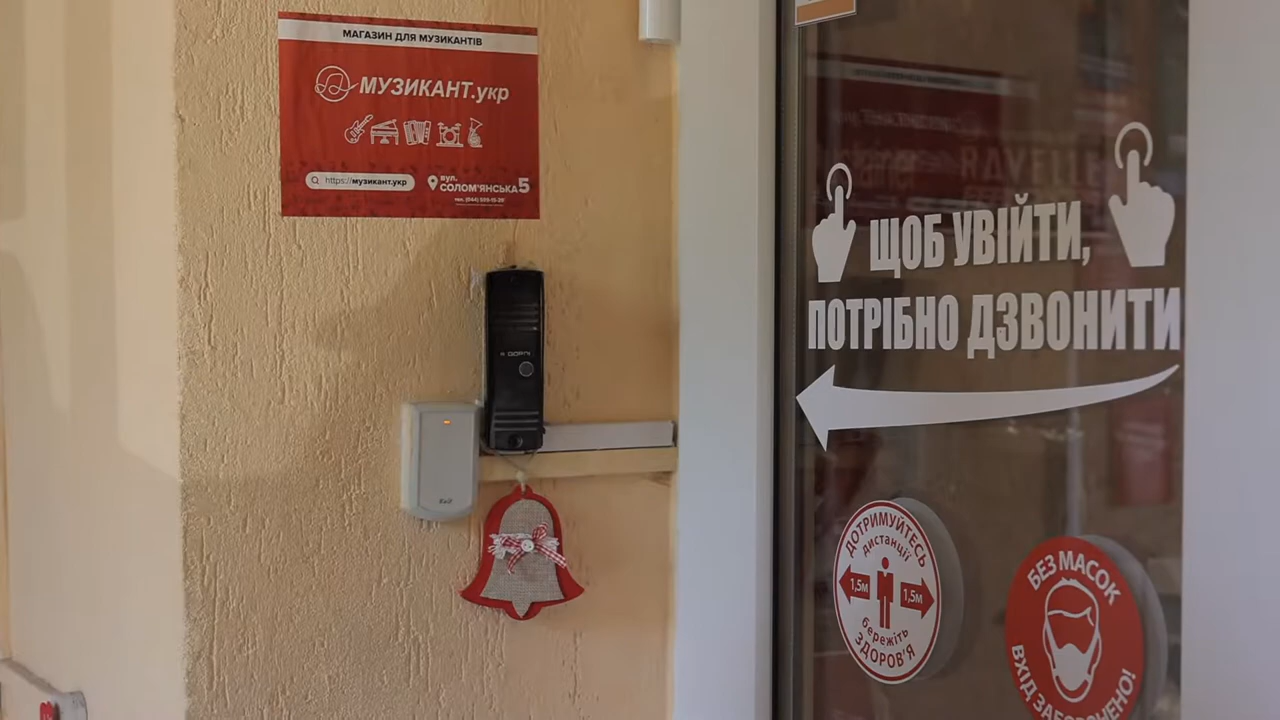 МАГАЗИН ДЛЯ МУЗИКАНТІВ
МУЗИКАНТ.укр
https://музикант.укр
вул.
СОЛОМ'ЯНСЬКА 5
ЩОБ УВІЙТИ,
ПОТРІБНО ДЗВОНИТИ
ДОТРИМУЙТЕСЬ
дистанції
1,5м 1,5м
бережіть
ЗДОРОВ'Я
БЕЗ МАСОК
ВХІД ЗАБОРОНЕНО!